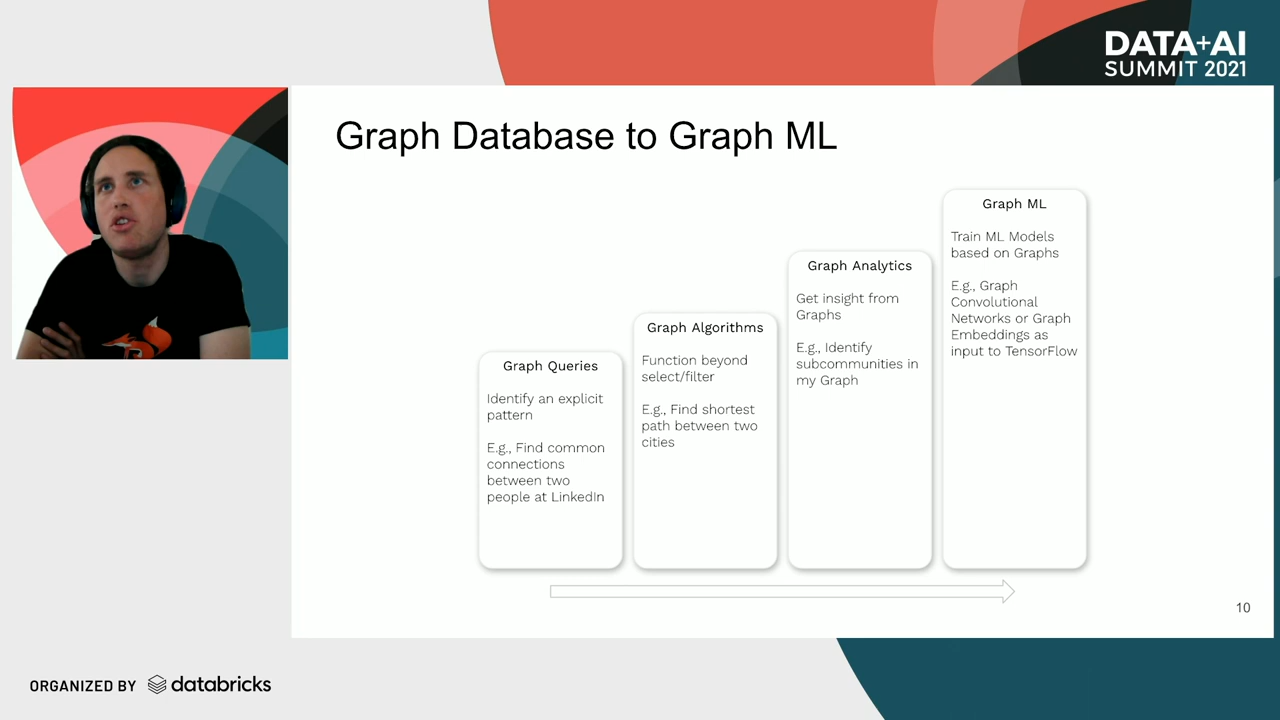 DATA+AI
SUMMIT 2021
Graph Database to Graph ML
Graph Queries
Identify an explicit
pattern
E.g., Find common
connections
between two
people at LinkedIn
Graph Algorithms
Function beyond
select/filter
E.g., Find shortest
path between two
cities
Graph Analytics
Get insight from
Graphs
E.g., Identify
subcommunities in
my Graph
Graph ML
Train ML Models
based on Graphs
E.g., Graph
Convolutional
Networks or Graph
Embeddings as
input to TensorFlow
10
ORGANIZED BY databricks